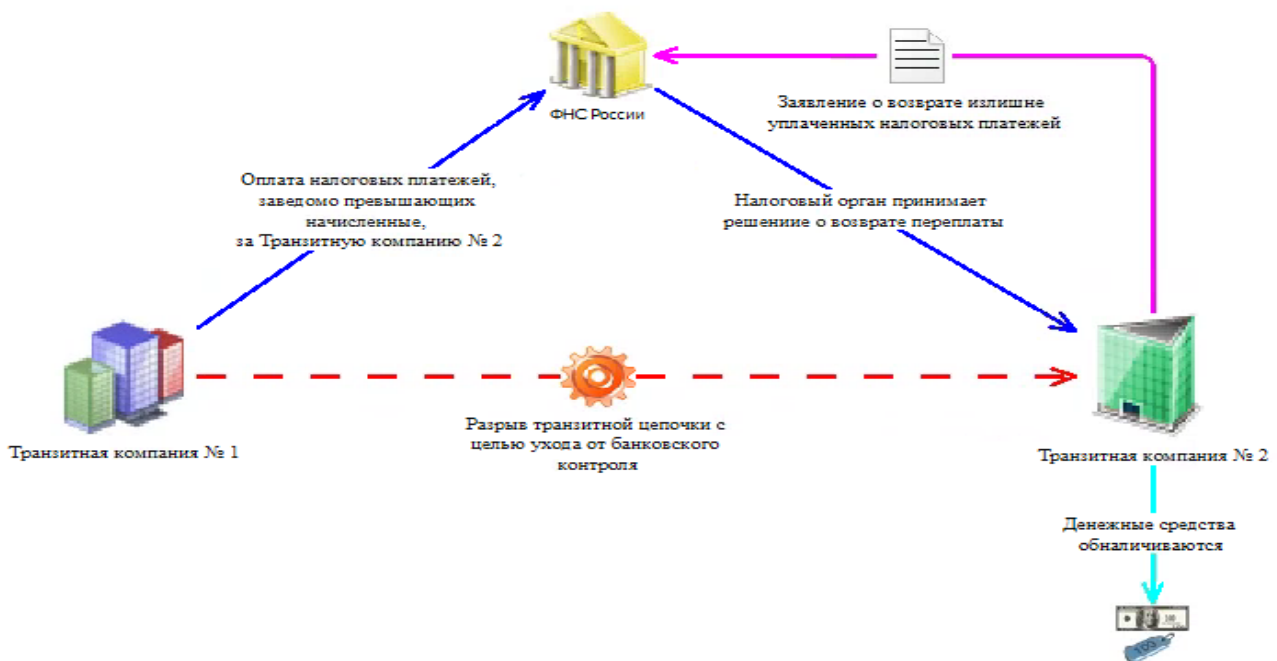 ФНС России
Заявление о возврате излишне
уплаченных налоговых платежей
Оплата налоговых платежей,
заведомо превышающих
начисленные,
за Транзитную компанию № 2
Налоговый орган принимает
решениие о возврате переплаты
Транзитная компания № 1
Разрыв транзитной цепочки с
целью ухода от банковского
контроля
Транзитная компания № 2
Денежные средства
обналичиваются
100